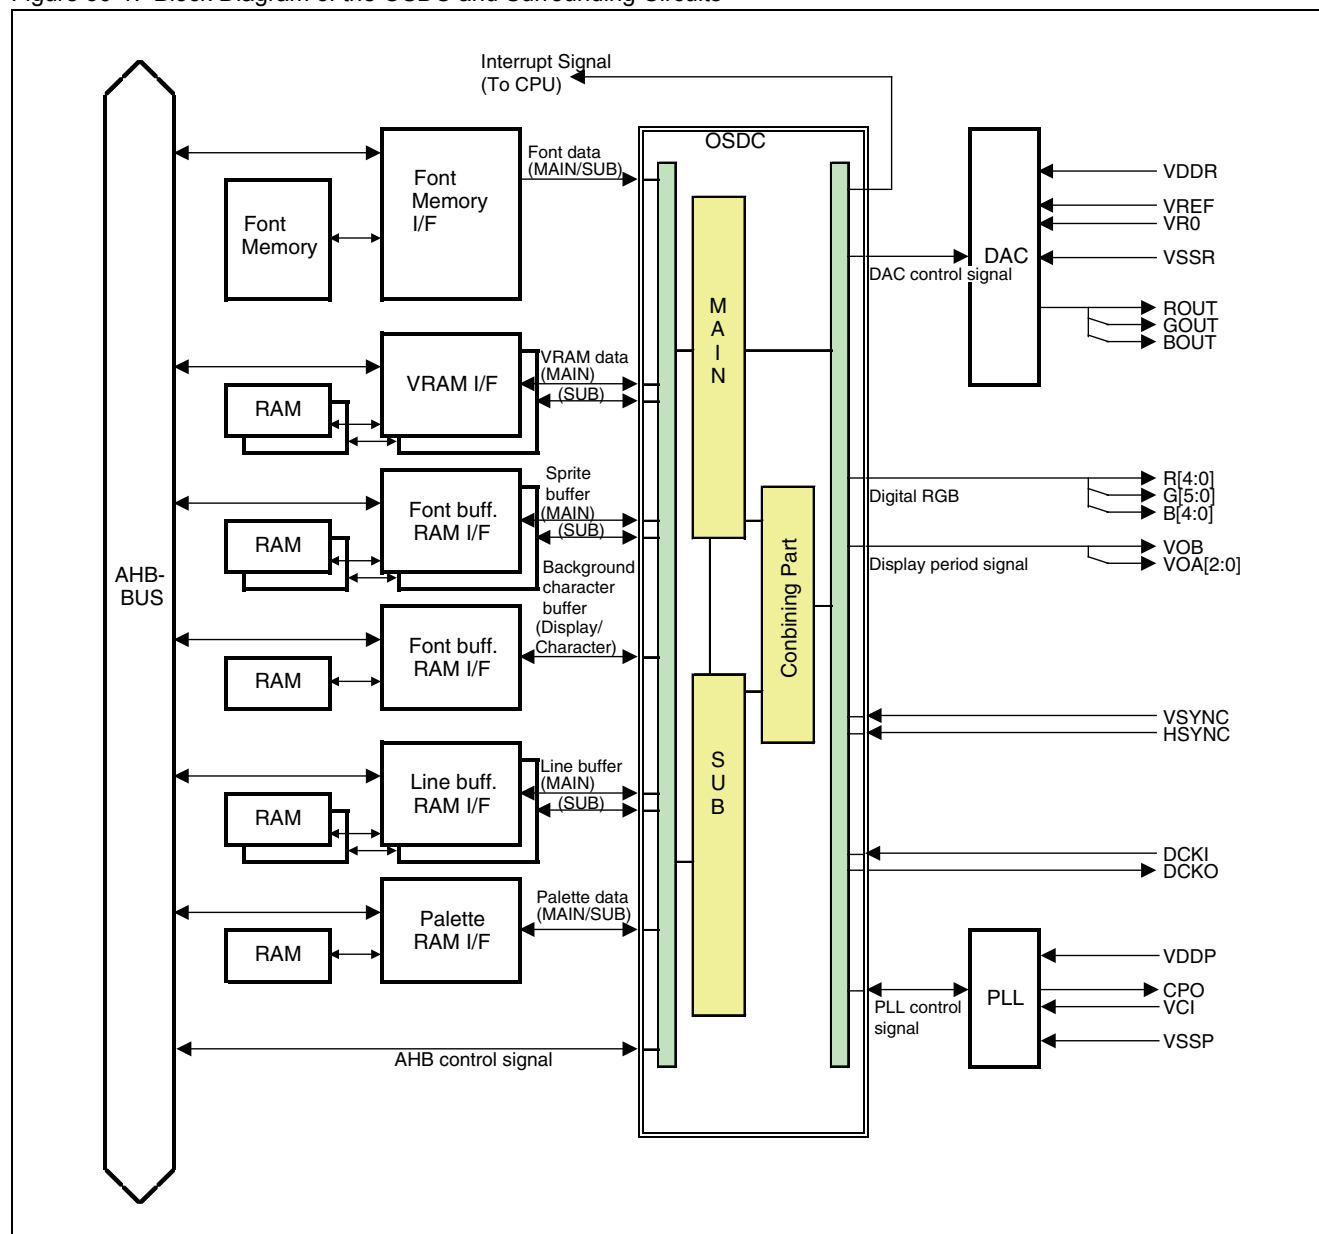 Figure 39-1. Block Diagram of the OSDC and Surrounding Circuits
Interrupt Signal
(To CPU)
OSDC
Font data
(MAIN/SUB)
Font
Memory
I/F
Font
Memory
VDDR
VREF
VR0
VSSR
DAC
DAC control signal
ROUT
GOUT
BOUT
M
A
I
N
VRAM data
(MAIN)
(SUB)
VRAM I/F
RAM
Sprite
buffer
(MAIN)
(SUB)
Font buff.
RAM I/F
RAM
Digital RGB
R[4:0]
G[5:0]
B[4:0]
VOB
VOA[2:0]
Display period signal
AHB-
BUS
Background
character
buffer
(Display/
Character)
Font buff.
RAM I/F
RAM
Conbining Part
VSYNC
HSYNC
S
U
B
Line buffer
(MAIN)
(SUB)
Line buff.
RAM I/F
RAM
DCKI
DCKO
Palette data
(MAIN/SUB)
Palette
RAM I/F
RAM
VDDP
CPO
VCI
VSSP
PLL
PLL control
signal
AHB control signal